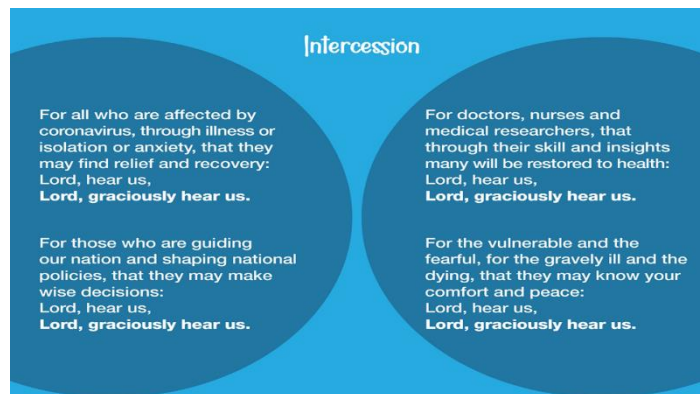 Intercession
For all who are affected by
coronavirus, through illness or
isolation or anxiety, that they
may find relief and recovery:
Lord, hear us,
Lord, graciously hear us.
For those who are guiding
our nation and shaping national
policies, that they may make
wise decisions:
Lord, hear us,
Lord, graciously hear us.
For doctors, nurses and
medical researchers, that
through their skill and insights
many will be restored to health:
Lord, hear us,
Lord, graciously hear us.
For the vulnerable and the
fearful, for the gravely ill and the
dying, that they may know your
comfort and peace:
Lord, hear us,
Lord, graciously hear us.